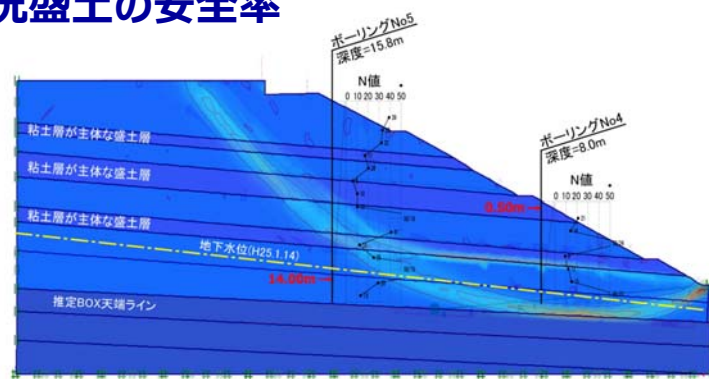 盛土の安全率
ボーリングNo5
深度=15.8m
N値
0 10 20 30 40 50
ボーリングNo4
深度=8.0m
N値
0 10 20 30 40 50
粘土層が主体な盛土層
粘土層が主体な盛土層
粘土層が主体な盛土層
地下水位(H25.1.14)
推定BOX天端ライン
14.00m
0.50m